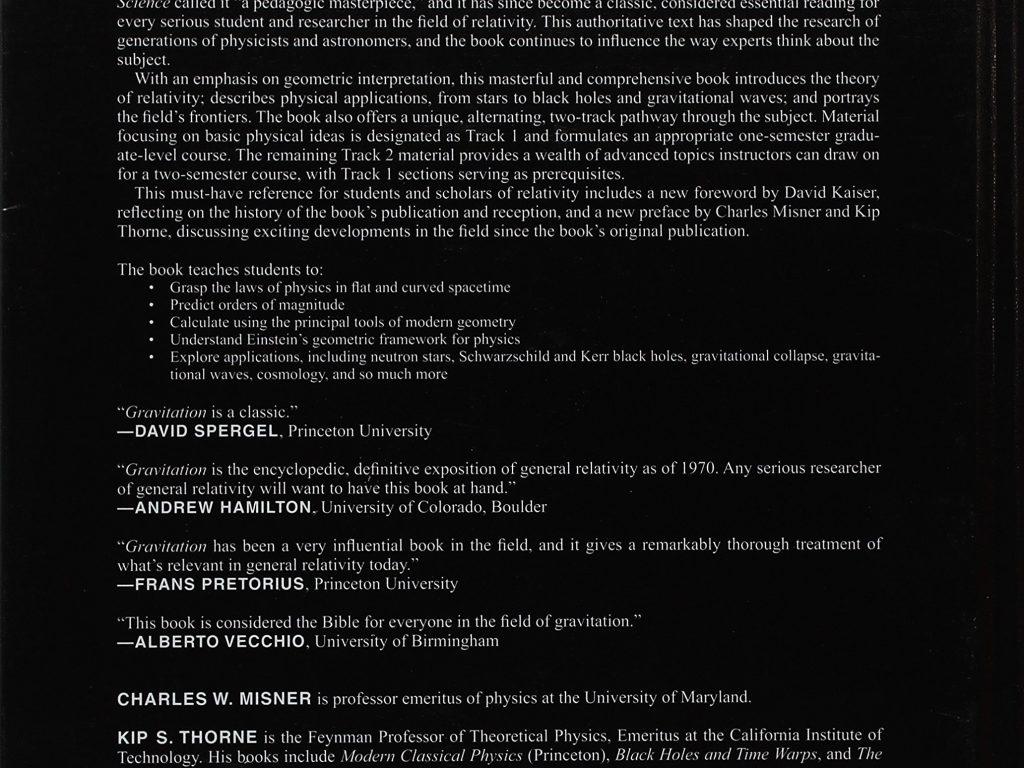 Science called it “a pedagogic masterpiece,” and it has since become a classic, considered essential reading for
every serious student and researcher in the field of relativity. This authoritative text has shaped the research of
generations of physicists and astronomers, and the book continues to influence the way experts think about the
subject.
With an emphasis on geometric interpretation, this masterful and comprehensive book introduces the theory
of relativity; describes physical applications, from stars to black holes and gravitational waves; and portrays
the field’s frontiers. The book also offers a unique, alternating, two-track pathway through the subject. Material
focusing on basic physical ideas is designated as Track 1 and formulates an appropriate one-semester gradu-
ate-level course. The remaining Track 2 material provides a wealth of advanced topics instructors can draw on
for a two-semester course, with Track 1 sections serving as prerequisites.
This must-have reference for students and scholars of relativity includes a new foreword by David Kaiser,
reflecting on the history of the book’s publication and reception, and a new preface by Charles Misner and Kip
Thorne, discussing exciting developments in the field since the book’s original publication.
The book teaches students to:
• Grasp the laws of physics in flat and curved spacetime
• Predict orders of magnitude
• Calculate using the principal tools of modern geometry
• Understand Einstein’s geometric framework for physics
• Explore applications, including neutron stars, Schwarzschild and Kerr black holes, gravitational collapse, gravita-
tional waves, cosmology, and so much more
“Gravitation is a classic.”
—DAVID SPERGEL, Princeton University
“Gravitation is the encyclopedic, definitive exposition of general relativity as of 1970. Any serious researcher
of general relativity will want to have this book at hand.”
—ANDREW HAMILTON, University of Colorado, Boulder
“Gravitation has been a very influential book in the field, and it gives a remarkably thorough treatment of
what’s relevant in general relativity today.”
—FRANS PRETORIUS, Princeton University
“This book is considered the Bible for everyone in the field of gravitation.”
—ALBERTO VECCHIO, University of Birmingham
CHARLES W. MISNER is professor emeritus of physics at the University of Maryland.
KIP S. THORNE is the Feynman Professor of Theoretical Physics, Emeritus at the California Institute of
Technology. His books include Modern Classical Physics (Princeton), Black Holes and Time Warps, and The